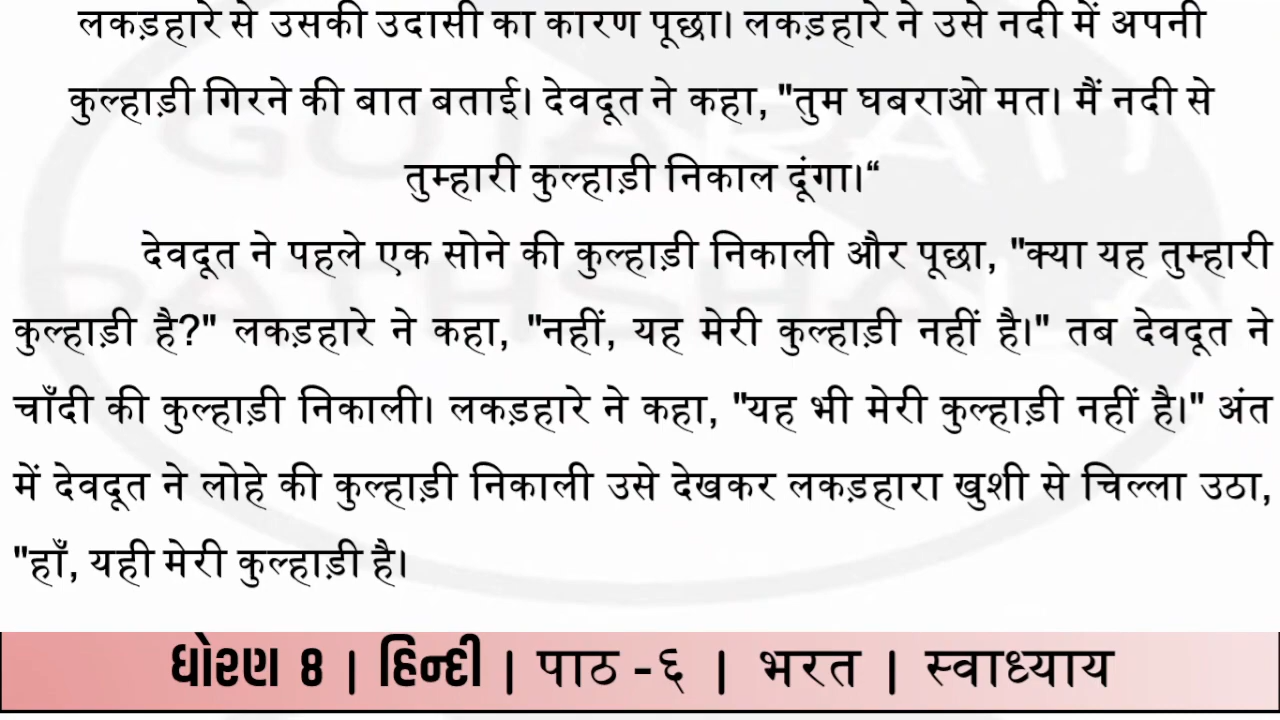 लकड़हारे से उसकी उदासी का कारण पूछा। लकड़हारे ने उसे नदी में अपनी
कुल्हाड़ी गिरने की बात बताई। देवदूत ने कहा, "तुम घबराओ मत। मैं नदी से
तुम्हारी कुल्हाड़ी निकाल दूंगा।“
देवदूत ने पहले एक सोने की कुल्हाड़ी निकाली और पूछा, "क्या यह तुम्हारी
कुल्हाड़ी है?" लकड़हारे ने कहा, "नहीं, यह मेरी कुल्हाड़ी नहीं है।" तब देवदूत ने
चाँदी की कुल्हाड़ी निकाली। लकड़हारे ने कहा, "यह भी मेरी कुल्हाड़ी नहीं है।" अंत
में देवदूत ने लोहे की कुल्हाड़ी निकाली उसे देखकर लकड़हारा खुशी से चिल्ला उठा,
"हाँ, यही मेरी कुल्हाड़ी है।
GUJARATI
PATHSHALA
ધોરણ 8 | હિન્દી | पाठ -६ | भरत | स्वाध्याय